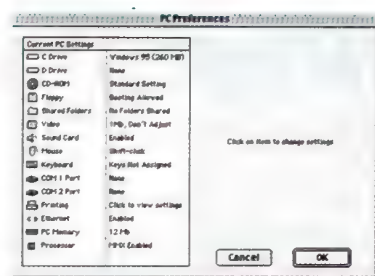 PC Preferences
Current PC Settings
C Drive Windows 95 (260 MB)
D Drive None
CD-ROM Standard Setting
Floppy Booting Allowed
Shared Folders No Folders Shared
Video 1Mb, Don't Adjust
Sound Card Enabled
Mouse Shift-click
Keyboard Keys Not Assigned
COM 1 Port None
COM 2 Port None
Printing Click to view settings
Ethernet Enabled
PC Memory 12 Mb
Processor MMX Enabled
Click an item to change settings
Cancel OK